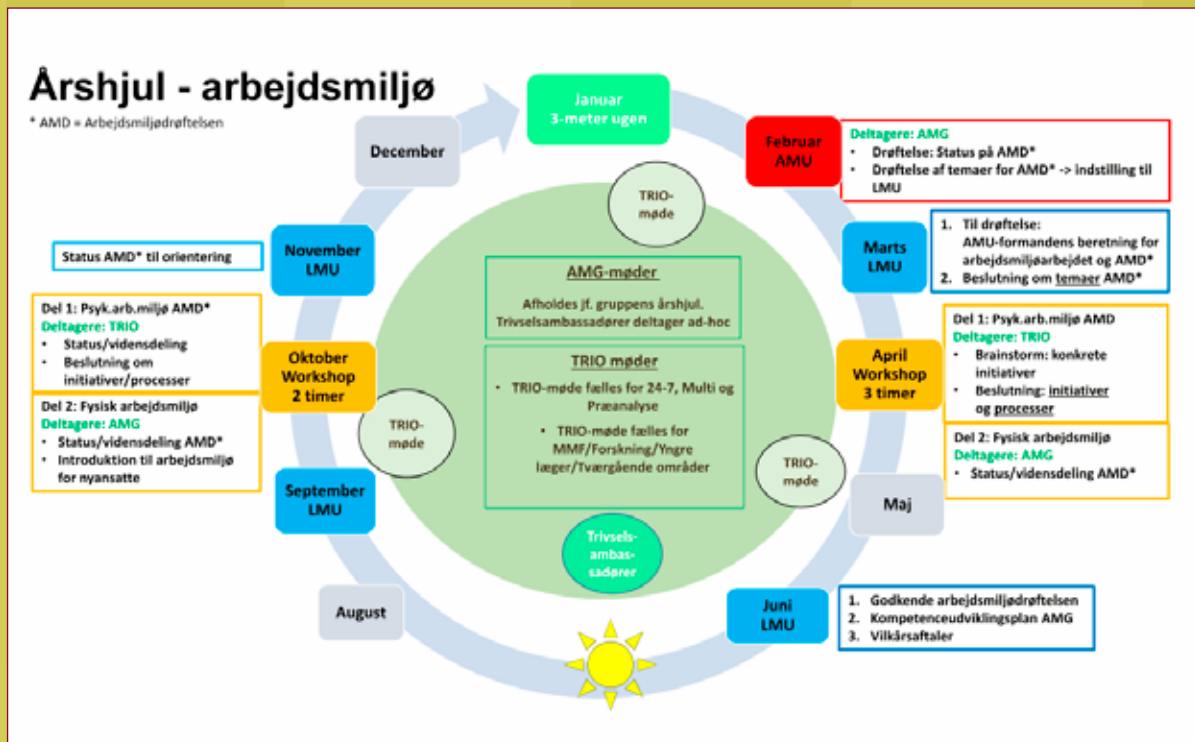 Årshjul - arbejdsmiljø
* AMD = Arbejdsmiljødrøftelsen
Januar
3-meter ugen
Februar
AMU
Deltagere: AMG
• Drøftelse: Status på AMD*
• Drøftelse af temaer for AMD* -> indstilling til
LMU
Marts
LMU
1. Til drøftelse:
AMU-formandens beretning for
arbejdsmiljøarbejdet og AMD*
2. Beslutning om temaer AMD*
April
Workshop
3 timer
Del 1: Psyk.arb.miljø AMD
Deltagere: TRIO
• Brainstorm: konkrete
initiativer
• Beslutning: initiativer
og processer
Del 2: Fysisk arbejdsmiljø
Deltagere: AMG
• Status/vidensdeling AMD*
Maj
Juni
LMU
1. Godkende arbejdsmiljødrøftelsen
2. Kompetenceudviklingsplan AMG
3. Vilkårsaftaler
August
September
LMU
Oktober
Workshop
2 timer
Del 1: Psyk.arb.miljø AMD*
Deltagere: TRIO
• Status/vidensdeling
• Beslutning om
initiativer/processer
Del 2: Fysisk arbejdsmiljø
Deltagere: AMG
• Status/vidensdeling AMD*
• Introduktion til arbejdsmiljø
for nyansatte
November
LMU
Status AMD* til orientering
December
TRIO-
møde
AMG-møder
Afholdes jf. gruppens årshjul.
Trivselsambassadører deltager ad-hoc
TRIO møder
• TRIO-møde fælles for 24-7, Multi og
Præanalyse
• TRIO-møde fælles for
MMF/Forskning/Yngre
læger/Tværgående områder
TRIO-
møde
TRIO-
møde
Trivsels-
ambas-
sadører